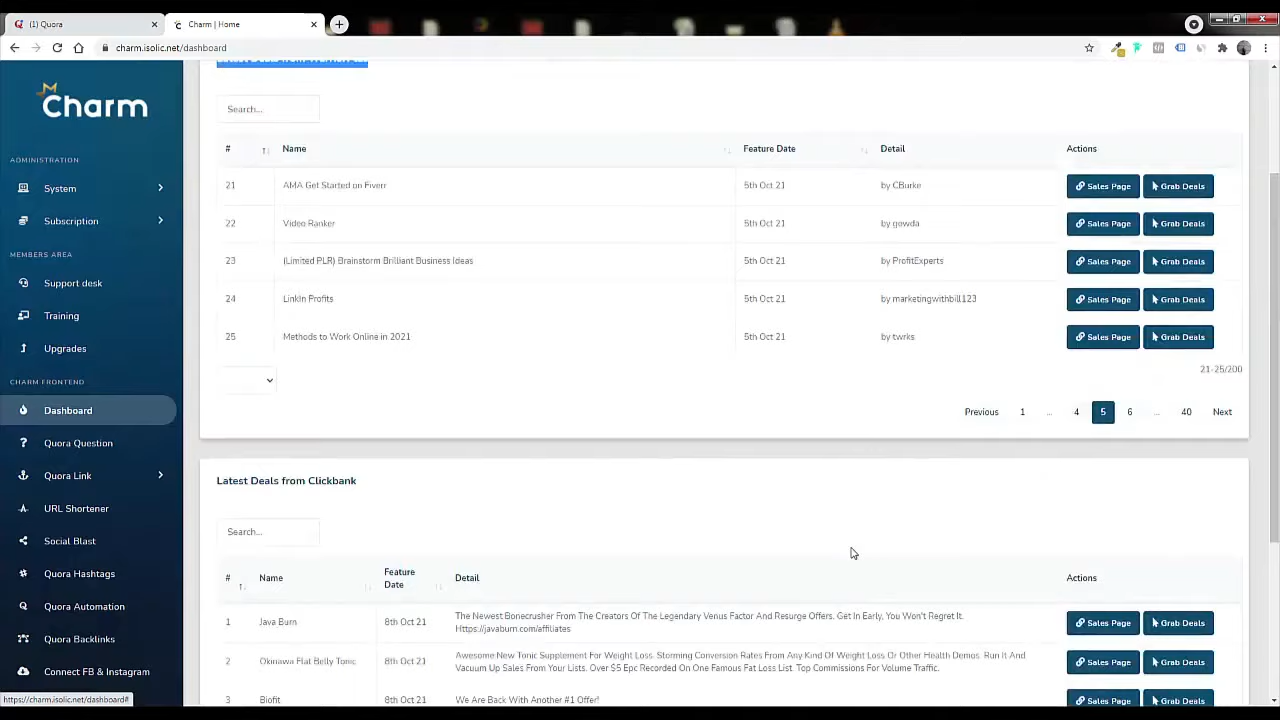 (1) Quora
Charm | Home
charm.isolic.net/dashboard
Charm
ADMINISTRATION
System
Subscription
MEMBERS AREA
Support desk
Training
Upgrades
CHARM FRONTEND
Dashboard
Quora Question
Quora Link
URL Shortener
Social Blast
Quora Hashtags
Quora Automation
Quora Backlinks
Connect FB & Instagram
https://charm.isolic.net/dashboard#
Search...
# Name Feature Date Detail Actions
21 AMA Get Started on Fiverr 5th Oct 21 by CBurke Sales Page Grab Deals
22 Video Ranker 5th Oct 21 by gowda Sales Page Grab Deals
23 (Limited PLR) Brainstorm Brilliant Business Ideas 5th Oct 21 by ProfitExperts Sales Page Grab Deals
24 LinkIn Profits 5th Oct 21 by marketingwithbill123 Sales Page Grab Deals
25 Methods to Work Online in 2021 5th Oct 21 by twrks Sales Page Grab Deals
21-25/200
Previous 1 ... 4 5 6 ... 40 Next
Latest Deals from Clickbank
Search...
# Name Feature Date Detail Actions
1 Java Burn 8th Oct 21 The Newest Bonecrusher From The Creators Of The Legendary Venus Factor And Resurge Offers. Get In Early, You Won't Regret It.
Https://javaburn.com/affiliates Sales Page Grab Deals
2 Okinawa Flat Belly Tonic 8th Oct 21 Awesome New Tonic Supplement For Weight Loss. Storming Conversion Rates From Any Kind Of Weight Loss Or Other Health Demos. Run It And
Vacuum Up Sales From Your Lists. Over $5 Epc Recorded On One Famous Fat Loss List. Top Commissions For Volume Traffic. Sales Page Grab Deals
3 Biofit 8th Oct 21 We Are Back With Another #1 Offer! Sales Page Grab Deals